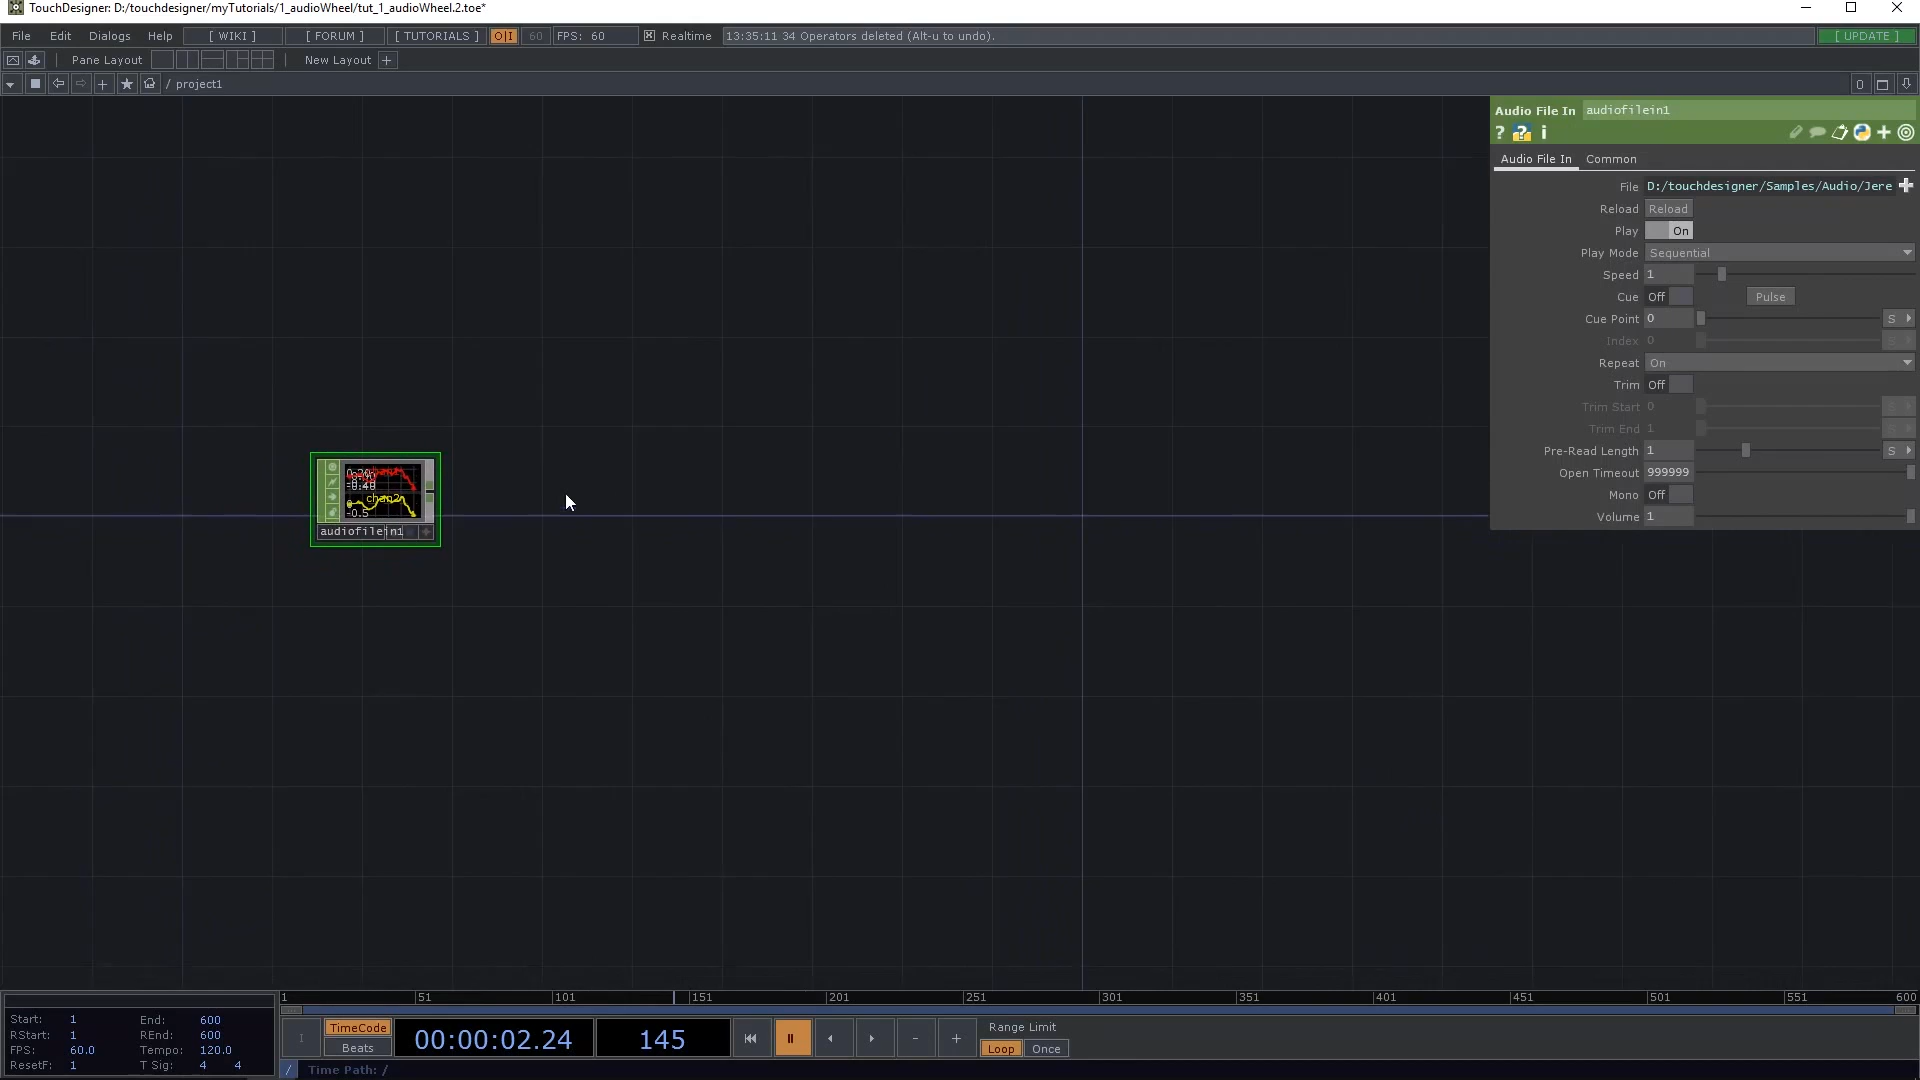 TouchDesigner: D:/touchdesigner/myTutorials/1_audioWheel/tut_1_audioWheel.2.toe*
File Edit Dialogs Help [ WIKI ] [ FORUM ] [ TUTORIALS ] O|I 60 FPS: 60 Realtime 13:35:11 34 Operators deleted (Alt-u to undo). [ UPDATE ]
Pane Layout New Layout +
/ project1 0
Audio File In audiofilein1
? ? i
Audio File In Common
File D:/touchdesigner/Samples/Audio/Jere
Reload Reload
Play On
Play Mode Sequential
Speed 1
Cue Off Pulse
Cue Point 0 S
Index 0 S
Repeat On
Trim Off
Trim Start 0 S
Trim End 1 S
Pre-Read Length 1 S
Open Timeout 999999
Mono Off
Volume 1
chan2
-0.5
audiofilein1
1 51 101 151 201 251 301 351 401 451 501 551 600
Start: 1 End: 600
RStart: 1 REnd: 600
FPS: 60.0 Tempo: 120.0
ResetF: 1 T Sig: 4 4
I TimeCode 00:00:02.24 145 - + Range Limit
Beats Loop Once
/ Time Path: /